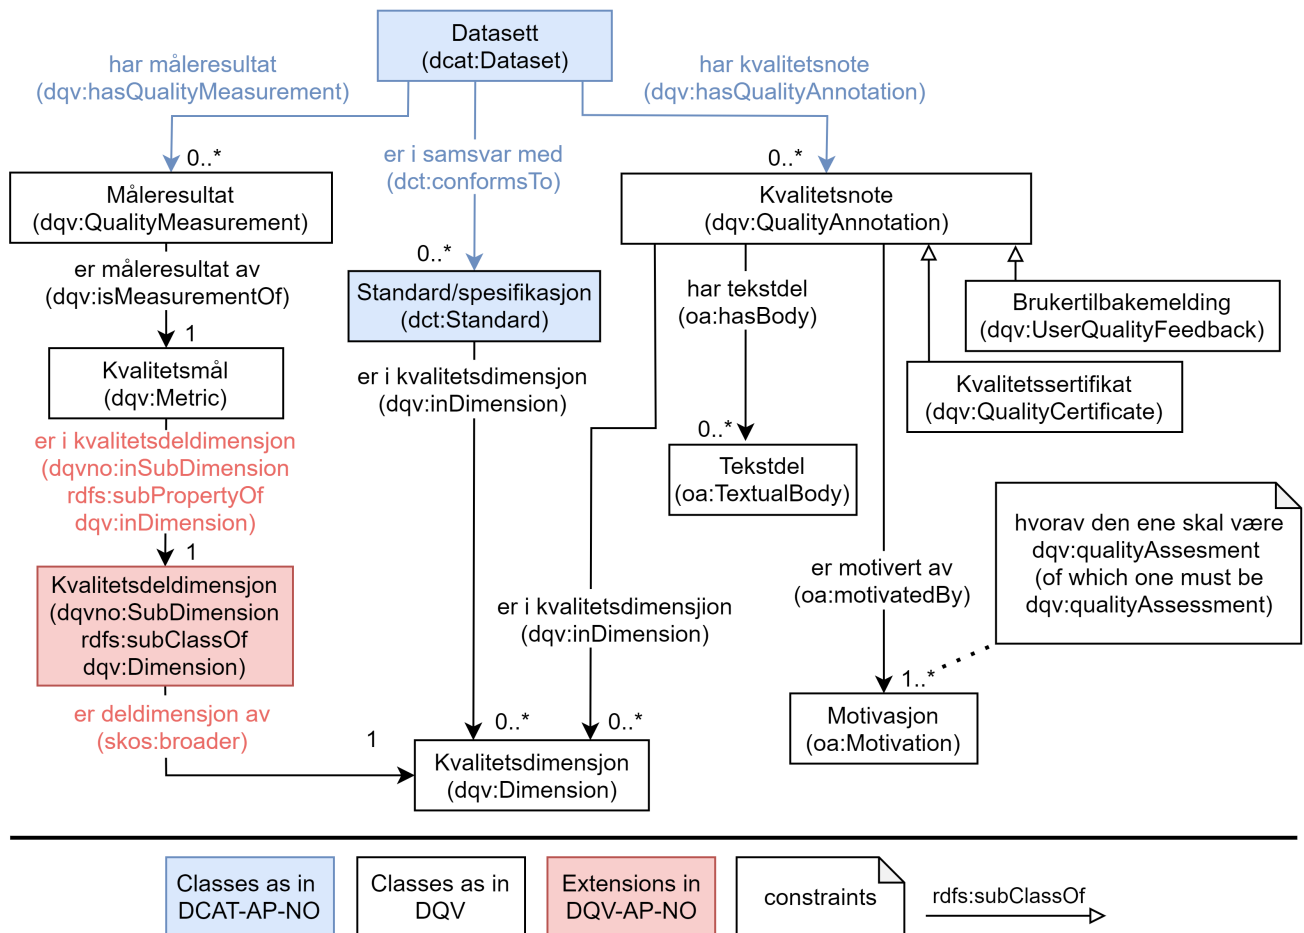 Datasett
(dcat:Dataset)
har måleresultat
(dqv:hasQualityMeasurement)
har kvalitetsnote
(dqv:hasQualityAnnotation)
er i samsvar med
(dct:conformsTo)
0..*
0..*
Måleresultat
(dqv:QualityMeasurement)
Kvalitetsnote
(dqv:QualityAnnotation)
0..*
er måleresultat av
(dqv:isMeasurementOf)
Standard/spesifikasjon
(dct:Standard)
har tekstdel
(oa:hasBody)
Brukertilbakemelding
(dqv:UserQualityFeedback)
1
Kvalitetsmål
(dqv:Metric)
er i kvalitetsdimensjon
(dqv:inDimension)
Kvalitetssertifikat
(dqv:QualityCertificate)
er i kvalitetsdeldimensjon
(dqvno:inSubDimension
rdfs:subPropertyOf
dqv:inDimension)
0..*
Tekstdel
(oa:TextualBody)
hvorav den ene skal være
dqv:qualityAssesment
(of which one must be
dqv:qualityAssessment)
1
Kvalitetsdeldimensjon
(dqvno:SubDimension
rdfs:subClassOf
dqv:Dimension)
er i kvalitetsdimensjion
(dqv:inDimension)
er motivert av
(oa:motivatedBy)
1..*
er deldimensjon av
(skos:broader)
1
0..*
0..*
Motivasjon
(oa:Motivation)
Kvalitetsdimensjon
(dqv:Dimension)
Classes as in
DCAT-AP-NO
Classes as in
DQV
Extensions in
DQV-AP-NO
constraints
rdfs:subClassOf